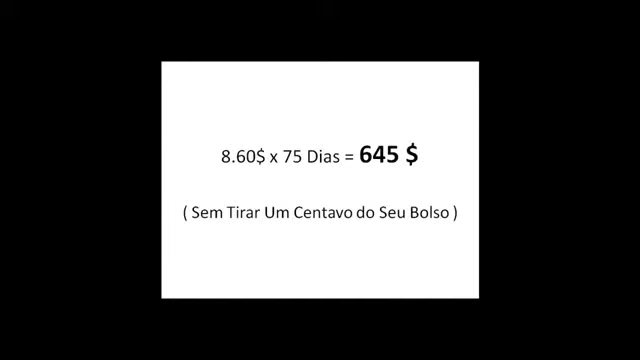 8.60$ x 75 Dias = 645 $
( Sem Tirar Um Centavo do Seu Bolso )